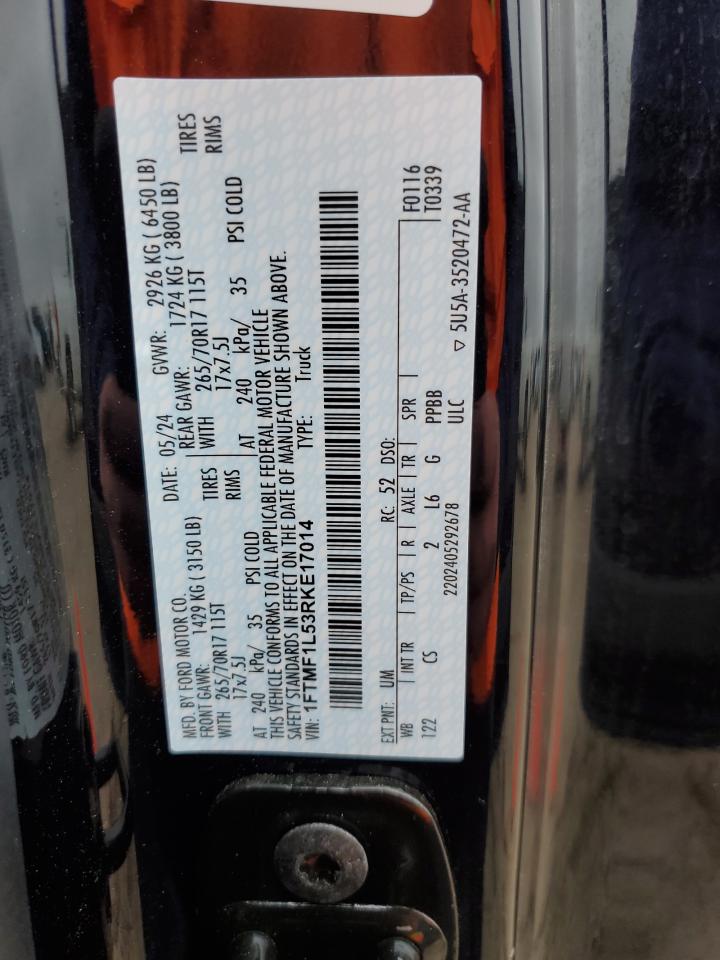 MFD. BY FORD MOTOR CO.
DATE: 05/24 GVWR: 2926 KG ( 6450 LB)
FRONT GAWR: 1429 KG ( 3150 LB)
REAR GAWR: 1724 KG ( 3800 LB)
WITH 265/70R17 115T TIRES
WITH 265/70R17 115T TIRES
17x7.5J RIMS
17x7.5J RIMS
AT 240 kPa/ 35 PSI COLD
AT 240 kPa/ 35 PSI COLD
THIS VEHICLE CONFORMS TO ALL APPLICABLE FEDERAL MOTOR VEHICLE
SAFETY STANDARDS IN EFFECT ON THE DATE OF MANUFACTURE SHOWN ABOVE.
VIN: 1FTMF1L53RKE17014 TYPE: Truck
EXT PNT: UM RC: 52 DSO: F0116
WB INT TR TP/PS R AXLE TR SPR T0339
122 CS 2 L6 G PPBB
ULC
2202405292678
▽ 5U5A-3520472-AA